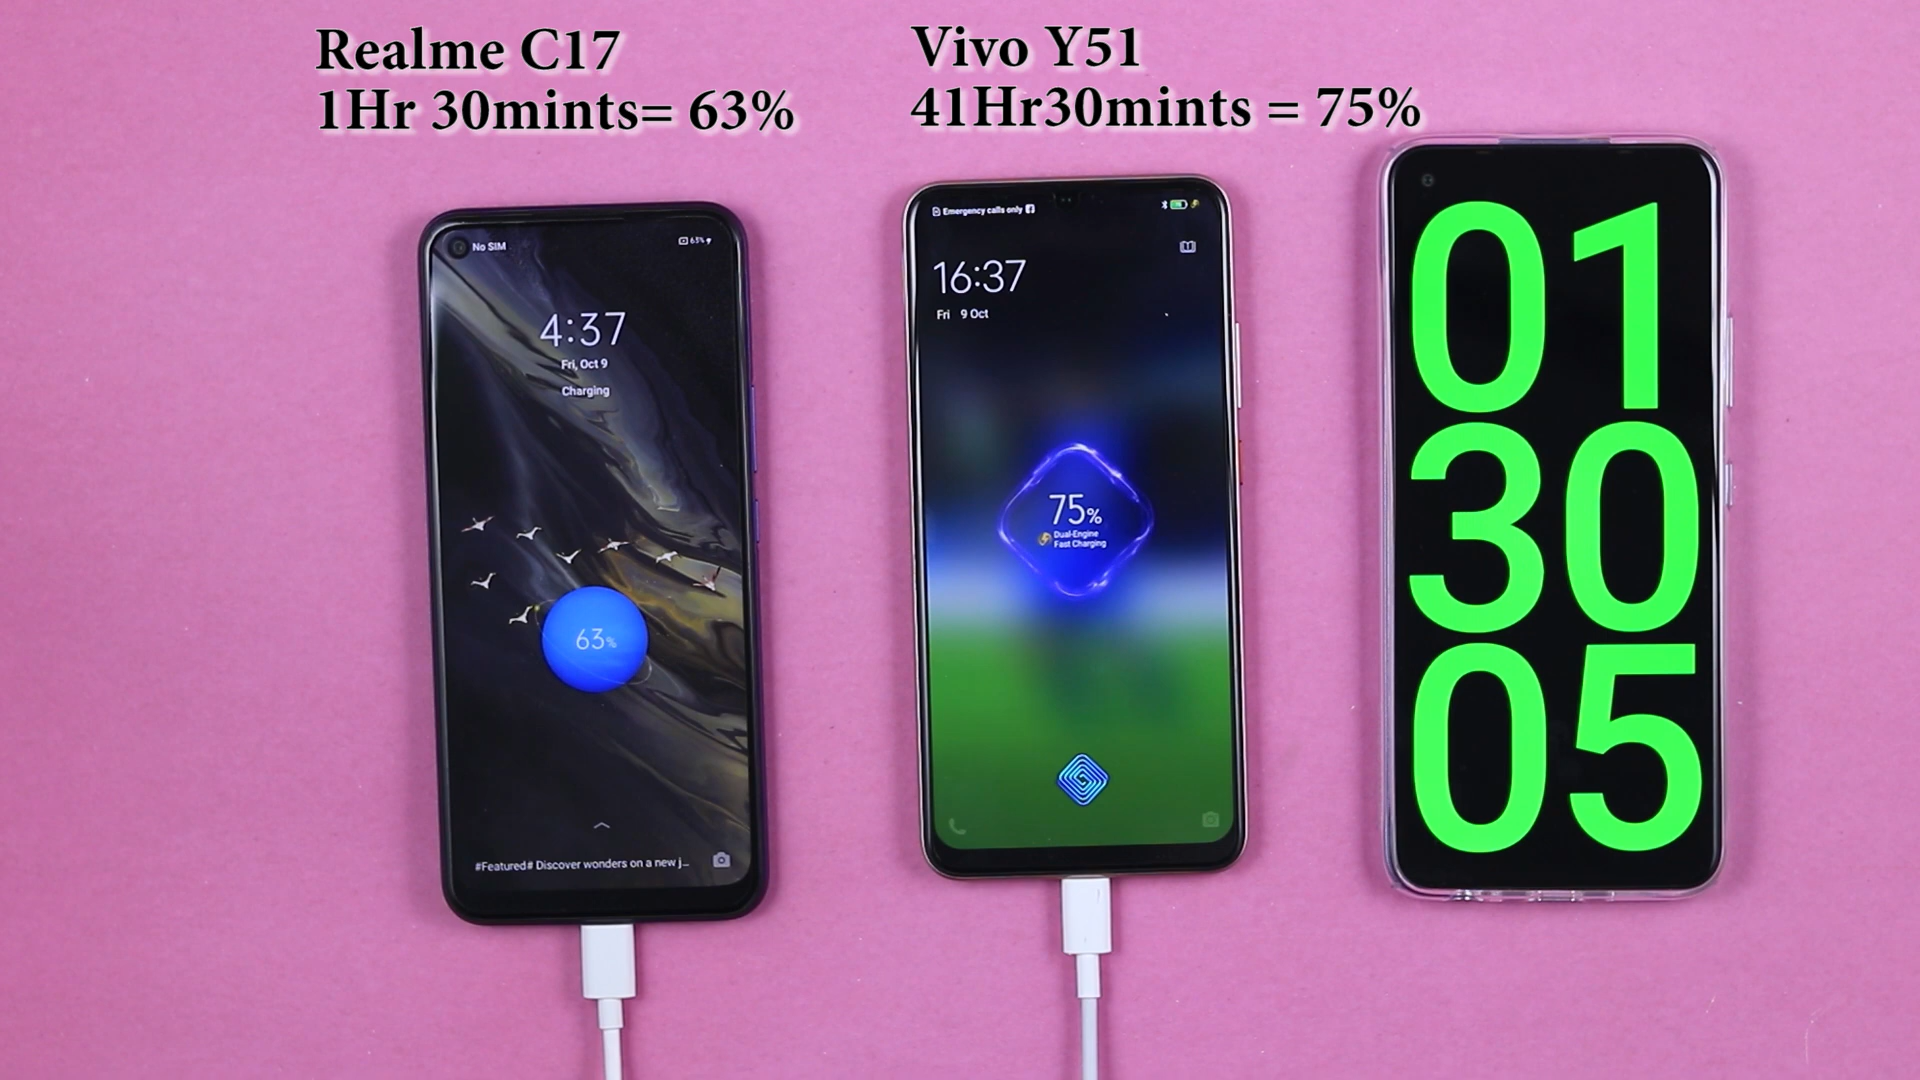 Realme C17
1Hr 30mints= 63%
Vivo Y51
41Hr30mints = 75%
No SIM
63%
4:37
Fri, Oct 9
Charging
63%
#Featured# Discover wonders on a new j...
Emergency calls only
16:37
Fri 9 Oct
75%
Dual-Engine
Fast Charging
01
30
05